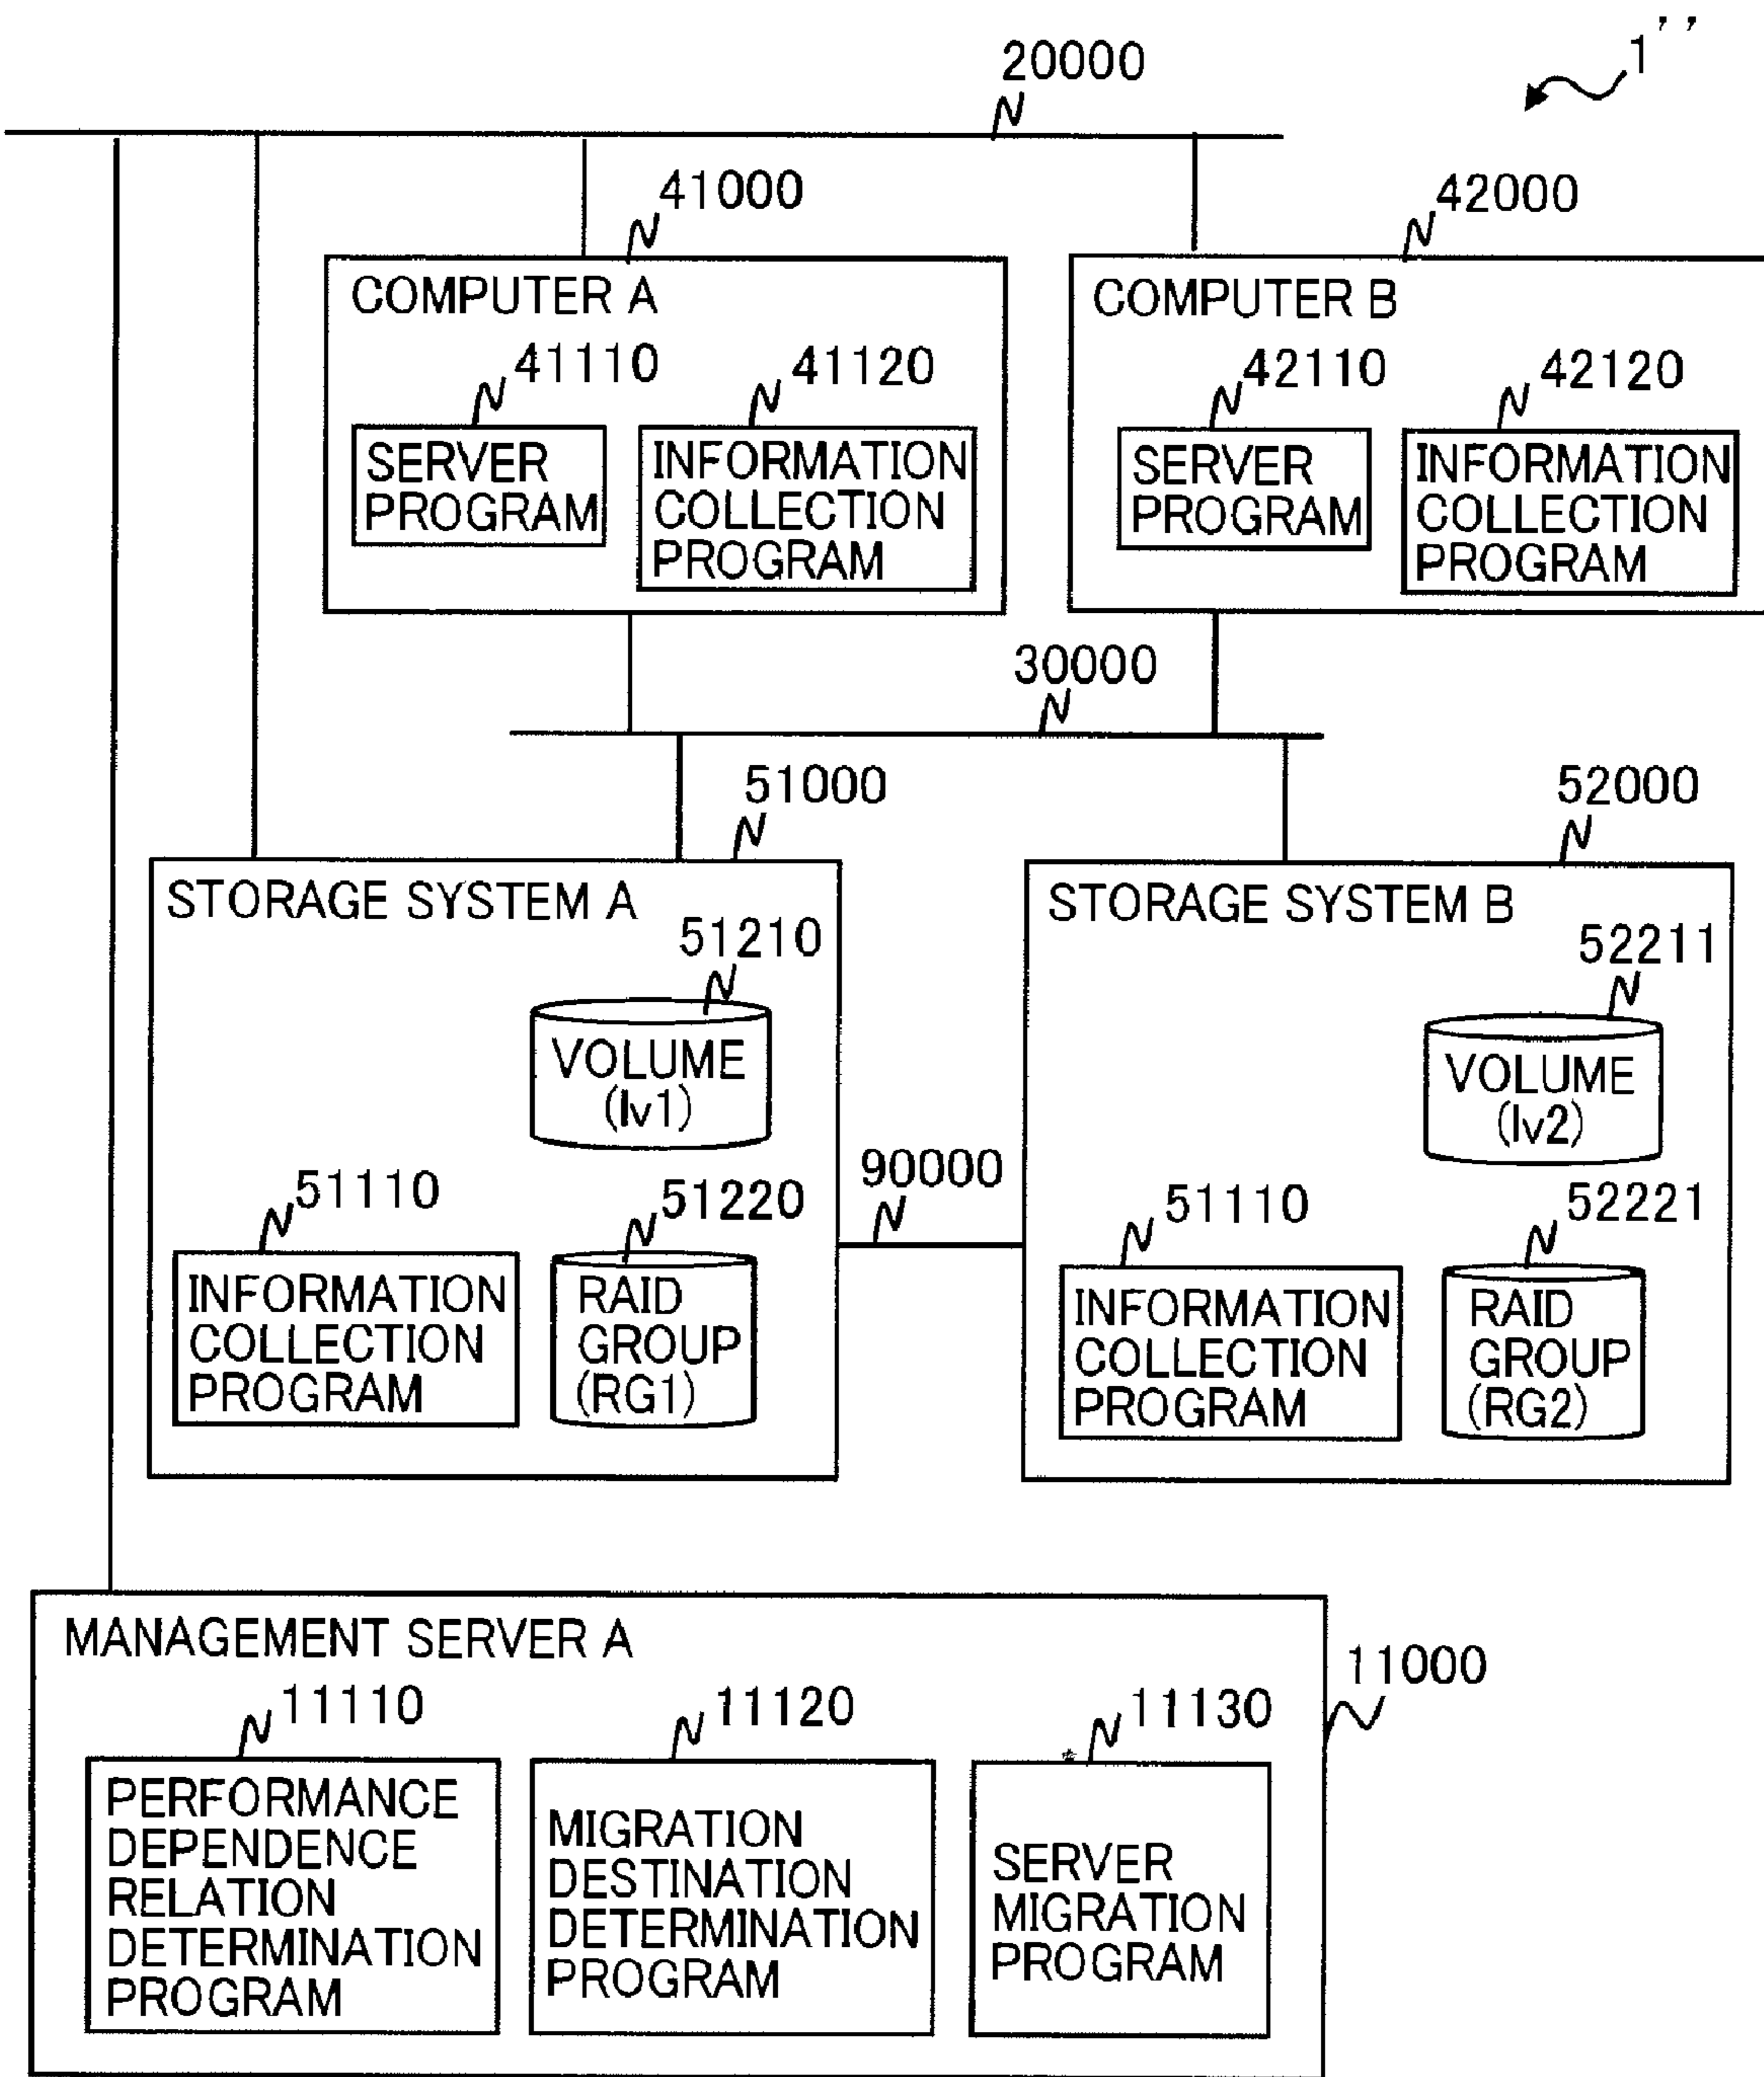 1''
20000
41000
42000
COMPUTER A
COMPUTER B
41110
41120
42110
42120
SERVER
PROGRAM
INFORMATION
COLLECTION
PROGRAM
SERVER
PROGRAM
INFORMATION
COLLECTION
PROGRAM
30000
51000
52000
STORAGE SYSTEM A
STORAGE SYSTEM B
51210
52211
VOLUME
(lv1)
VOLUME
(lv2)
90000
51110
51220
51110
52221
INFORMATION
COLLECTION
PROGRAM
RAID
GROUP
(RG1)
INFORMATION
COLLECTION
PROGRAM
RAID
GROUP
(RG2)
MANAGEMENT SERVER A
11000
11110
11120
11130
PERFORMANCE
DEPENDENCE
RELATION
DETERMINATION
PROGRAM
MIGRATION
DESTINATION
DETERMINATION
PROGRAM
SERVER
MIGRATION
PROGRAM